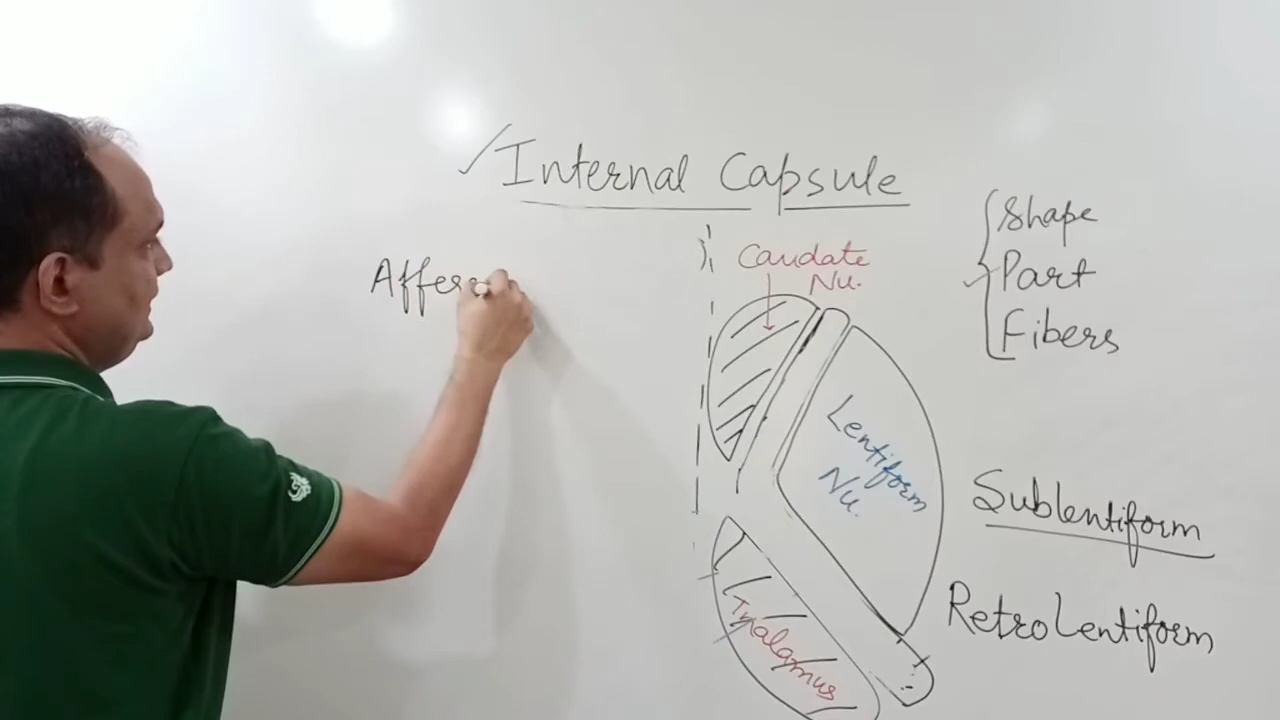 Internal Capsule
Affere
Caudate
Nu.
Shape
Part
Fibers
Lentiform
Nu.
Sublentiform
RetroLentiform
Thalamus